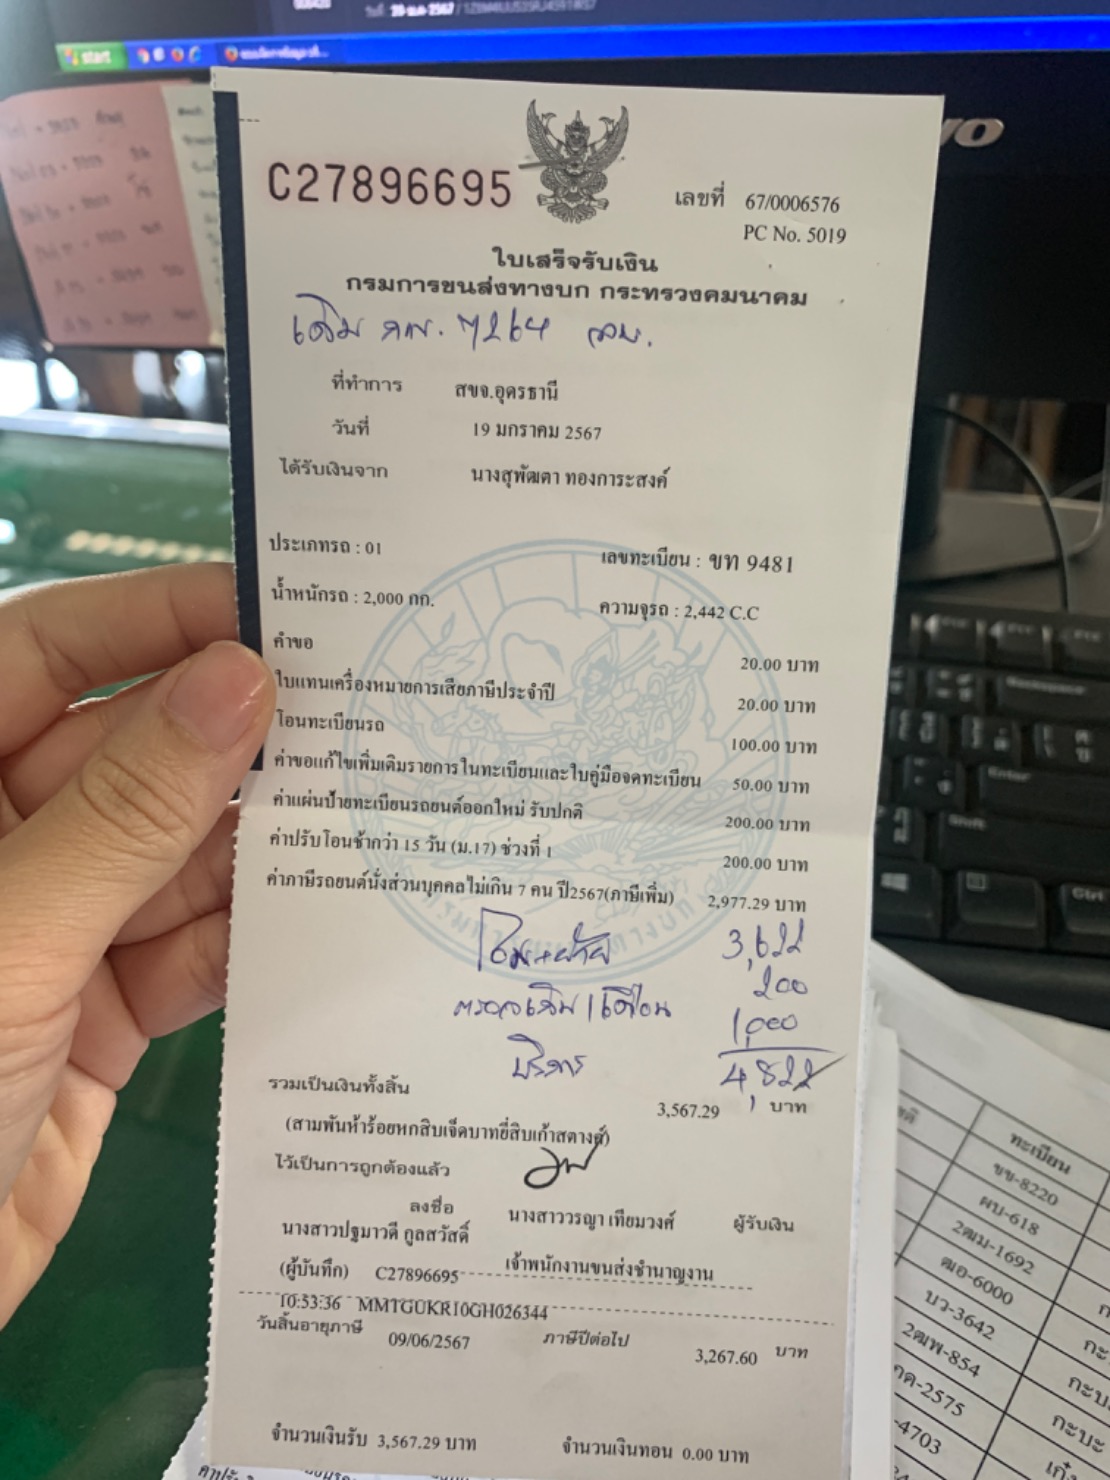 start
C27896695
เลขที่ 67/0006576
PC No. 5019
ใบเสร็จรับเงิน
กรมการขนส่งทางบก กระทรวงคมนาคม
เดิม 7264
ที่ทำการ สขจ.อุดรธานี
วันที่ 19 มกราคม 2567
ได้รับเงินจาก นางสุพัฒตา ทองการะสงค์
ประเภทรถ : 01 เลขทะเบียน : ขท 9481
น้ำหนักรถ : 2,000 กก. ความจุรถ : 2,442 C.C
คำขอ 20.00 บาท
ใบแทนเครื่องหมายการเสียภาษีประจำปี 20.00 บาท
โอนทะเบียนรถ 100.00 บาท
ค่าขอแก้ไขเพิ่มเติมรายการในทะเบียนและใบคู่มือจดทะเบียน 50.00 บาท
ค่าแผ่นป้ายทะเบียนรถยนต์ออกใหม่ รับปกติ 200.00 บาท
ค่าปรับโอนช้ากว่า 15 วัน (ม.17) ช่วงที่ 1 200.00 บาท
ค่าภาษีรถยนต์นั่งส่วนบุคคลไม่เกิน 7 คน ปี2567(ภาษีเพิ่ม) 2,977.29 บาท
3,622
200
1,000
บริการ 4,822
รวมเป็นเงินทั้งสิ้น 3,567.29 บาท
(สามพันห้าร้อยหกสิบเจ็ดบาทยี่สิบเก้าสตางค์)
ไว้เป็นการถูกต้องแล้ว
ลงชื่อ นางสาววรญา เทียมวงศ์ ผู้รับเงิน
นางสาวปฐมาวดี กูลสวัสดิ์
(ผู้บันทึก) C27896695 เจ้าพนักงานขนส่งชำนาญงาน
10:53:36 MMTGUKR10GH026344
วันสิ้นอายุภาษี 09/06/2567 ภาษีปีต่อไป 3,267.60 บาท
จำนวนเงินรับ 3,567.29 บาท จำนวนเงินทอน 0.00 บาท
ทะเบียน
ขข-8220
ผบ-618
2ฒม-1692
ฒอ-6000
บว-3642
2ฒพ-854
กด-2575
-4703
กระบะ
Enter
Shift
Ctrl